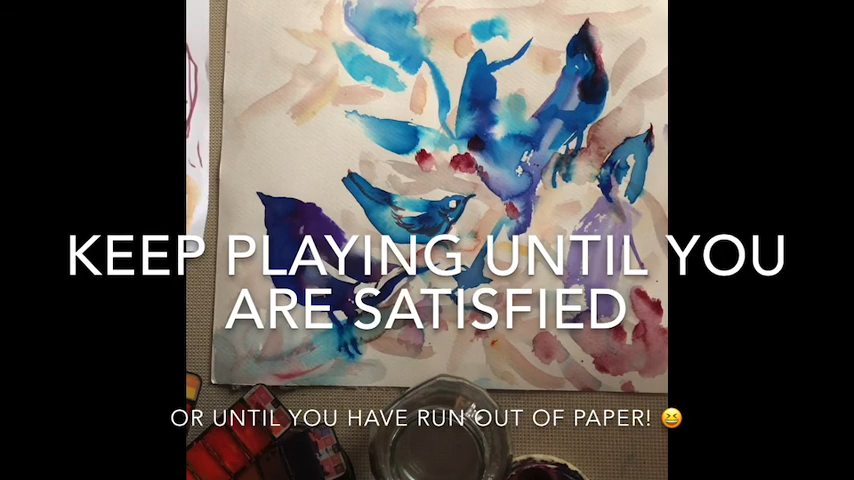 KEEP PLAYING UNTIL YOU
ARE SATISFIED
OR UNTIL YOU HAVE RUN OUT OF PAPER! 😆